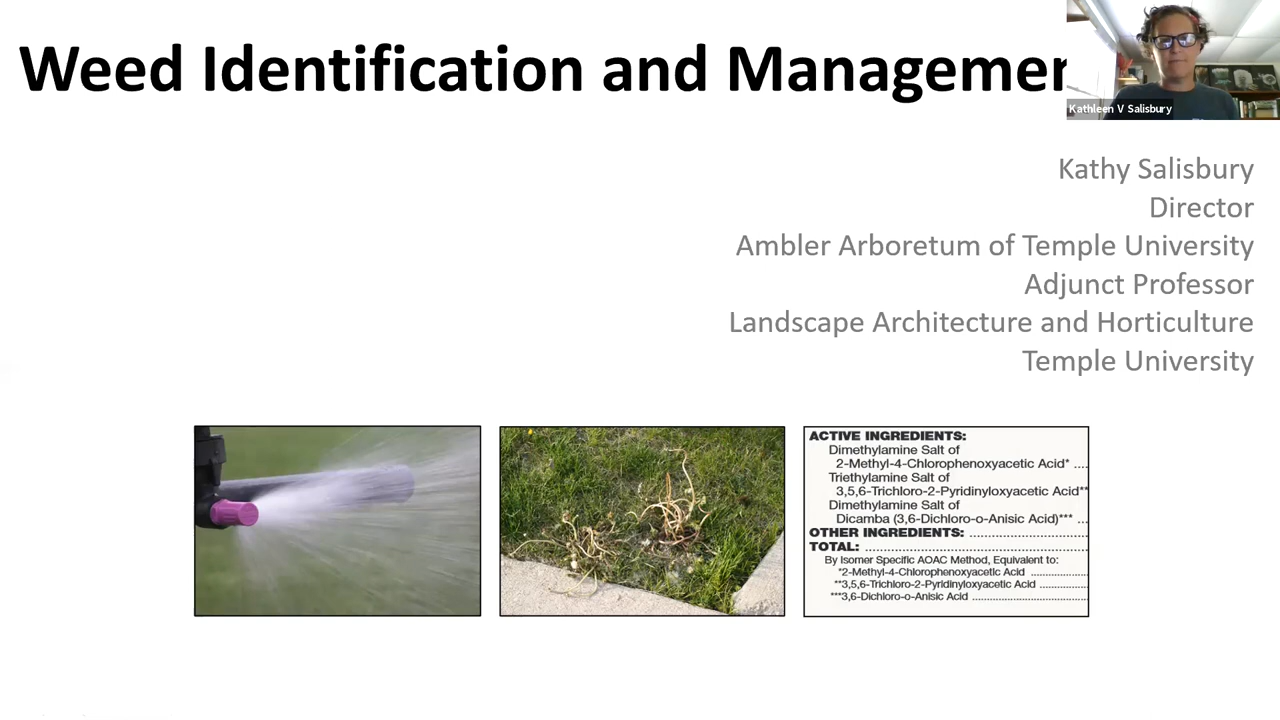 Weed Identification and Managemen
Kathleen V Salisbury
Kathy Salisbury
Director
Ambler Arboretum of Temple University
Adjunct Professor
Landscape Architecture and Horticulture
Temple University
ACTIVE INGREDIENTS:
Dimethylamine Salt of
2-Methyl-4-Chlorophenoxyacetic Acid* ....
Triethylamine Salt of
3,5,6-Trichloro-2-Pyridinyloxyacetic Acid**
Dimethylamine Salt of
Dicamba (3,6-Dichloro-o-Anisic Acid)*** ...
OTHER INGREDIENTS: ............................
TOTAL: ....................................................
By Isomer Specific AOAC Method, Equivalent to:
*2-Methyl-4-Chlorophenoxyacetic Acid ...................
**3,5,6-Trichloro-2-Pyridinyloxyacetic Acid ................
***3,6-Dichloro-o-Anisic Acid ....................................